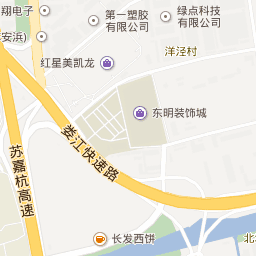 翔电子
第一塑胶
有限公司
绿点科技
有限公司
安浜)
洋泾村
红星美凯龙
东明装饰城
娄江快速路
苏嘉杭高速
长发西饼
北